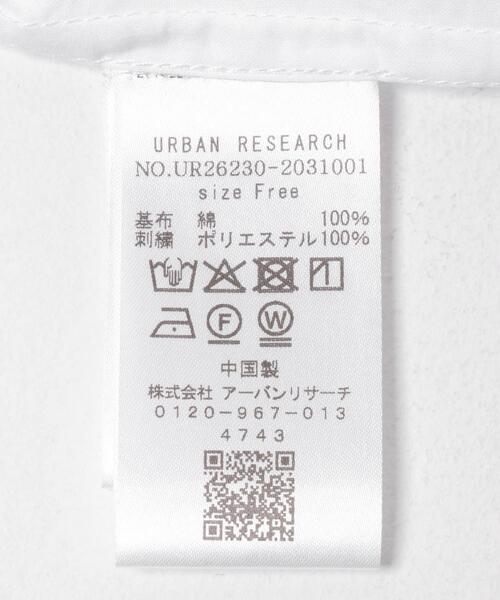 URBAN RESEARCH
NO.UR26230-2031001
size Free
基布 綿 100%
刺繍 ポリエステル100%
F W
中国製
株式会社 アーバンリサーチ
0120-967-013
4743